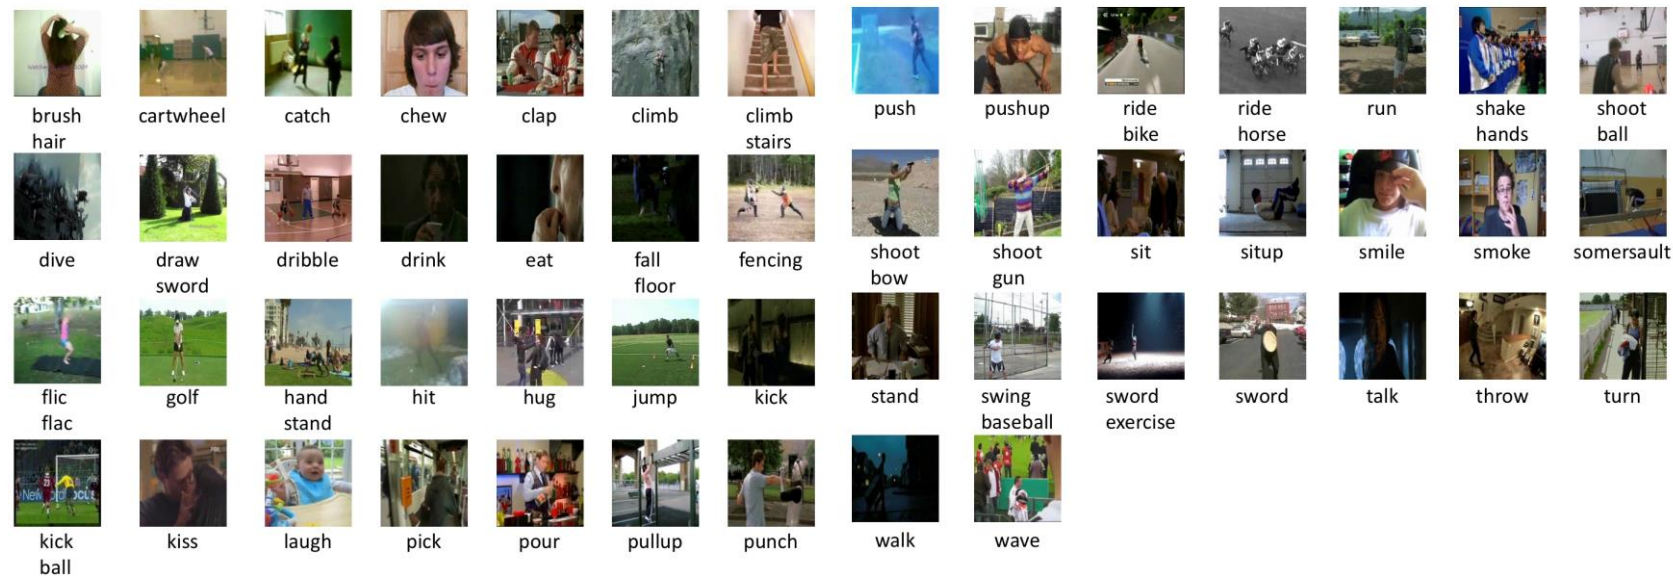 brush
hair
cartwheel
catch
chew
clap
climb
climb
stairs
push
pushup
ride
bike
ride
horse
run
shake
hands
shoot
ball
dive
draw
sword
dribble
drink
eat
fall
floor
fencing
shoot
bow
shoot
gun
sit
situp
smile
smoke
somersault
flic
flac
golf
hand
stand
hit
hug
jump
kick
stand
swing
baseball
sword
exercise
sword
talk
throw
turn
kick
ball
kiss
laugh
pick
pour
pullup
punch
walk
wave